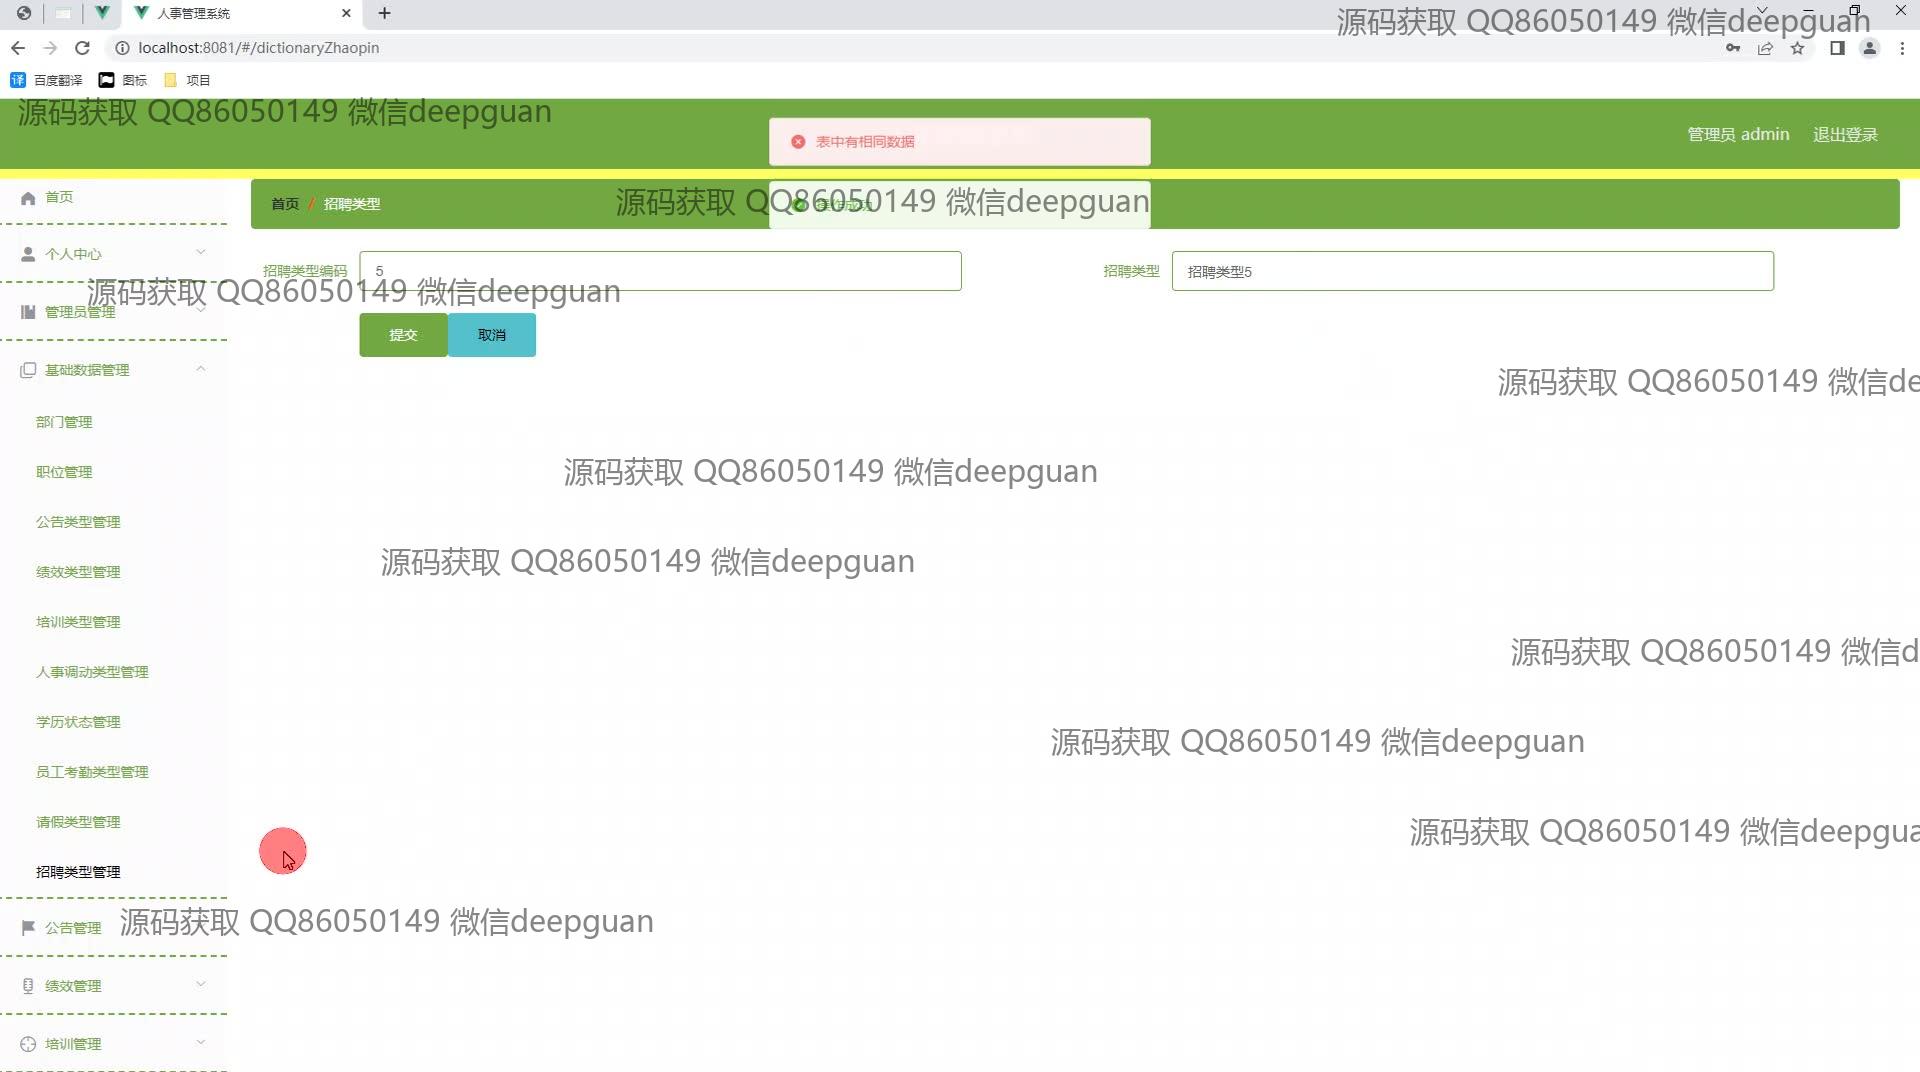 人事管理系统
源码获取 QQ86050149 微信deepguan
localhost:8081/#/dictionaryZhaopin
百度翻译 图标 项目
源码获取 QQ86050149 微信deepguan
表中有相同数据
管理员 admin 退出登录
首页
首页 / 招聘类型
源码获取 QQ86050149 微信deepguan
操作成功
个人中心
招聘类型编码 5
招聘类型 招聘类型5
源码获取 QQ86050149 微信deepguan
管理员管理
提交 取消
基础数据管理
源码获取 QQ86050149 微信de
部门管理
职位管理
源码获取 QQ86050149 微信deepguan
公告类型管理
绩效类型管理
源码获取 QQ86050149 微信deepguan
培训类型管理
源码获取 QQ86050149 微信d
人事调动类型管理
学历状态管理
源码获取 QQ86050149 微信deepguan
员工考勤类型管理
请假类型管理
源码获取 QQ86050149 微信deepgua
招聘类型管理
公告管理
源码获取 QQ86050149 微信deepguan
绩效管理
培训管理